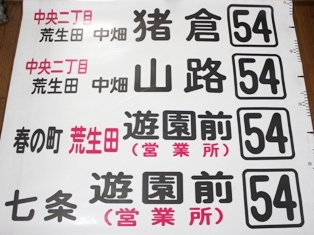 中央二丁目
荒生田 中畑 猪倉 54
中央二丁目
荒生田 中畑 山路 54
春の町 荒生田 遊園前 54
(営業所)
七条 遊園前 54
(営業所)